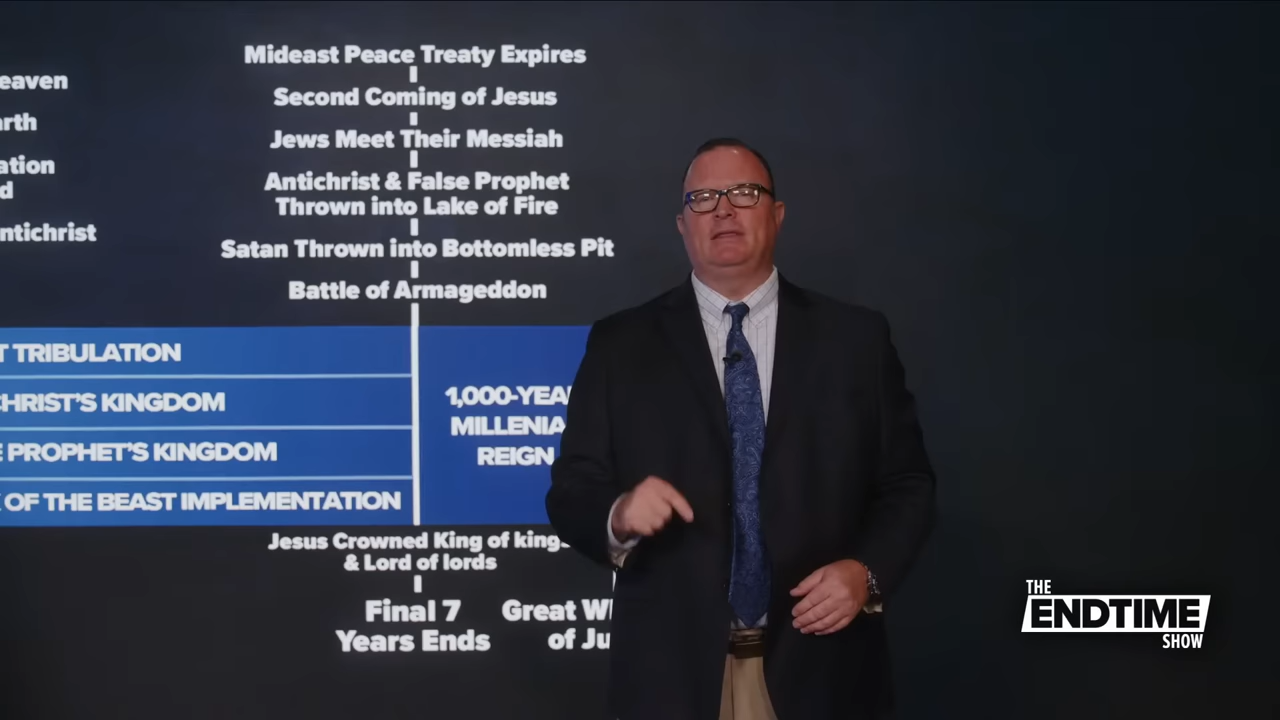 Mideast Peace Treaty Expires
eaven
Second Coming of Jesus
arth
Jews Meet Their Messiah
ation
d
Antichrist & False Prophet
Thrown into Lake of Fire
ntichrist
Satan Thrown into Bottomless Pit
Battle of Armageddon
T TRIBULATION
CHRIST'S KINGDOM
E PROPHET'S KINGDOM
OF THE BEAST IMPLEMENTATION
1,000-YEA
MILLENIA
REIGN
Jesus Crowned King of kings
& Lord of lords
Final 7
Years Ends
Great W
of Ju
THE
ENDTIME
SHOW